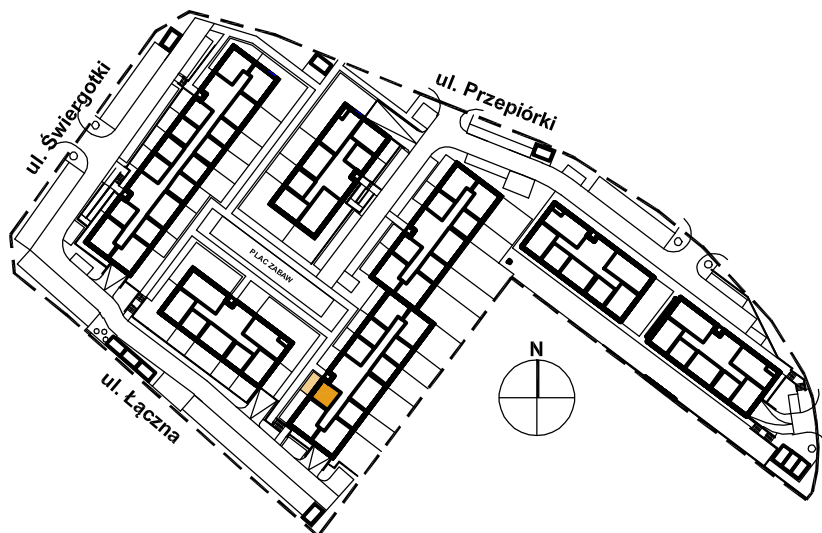 ul. Przepiórki
ul. Świergotki
PLAC ZABAW
N
ul. Łączna